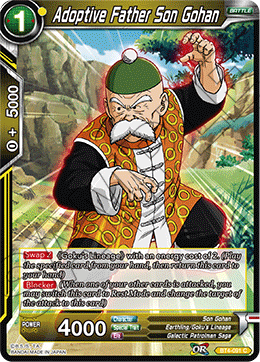 1
Adoptive Father Son Gohan
BATTLE
0 + 5000
Swap 2 《Goku's Lineage》 with an energy cost of 2. (Play
the specified card from your hand, then return this card to
your hand)
Blocker (When one of your other cards is attacked, you
may switch this card to Rest Mode and change the target of
the attack to this card)
POWER
4000
Character
Son Gohan
Special Trait
Earthling/Goku's Lineage
Era
Galactic Patrolman Saga
MADE IN JAPAN